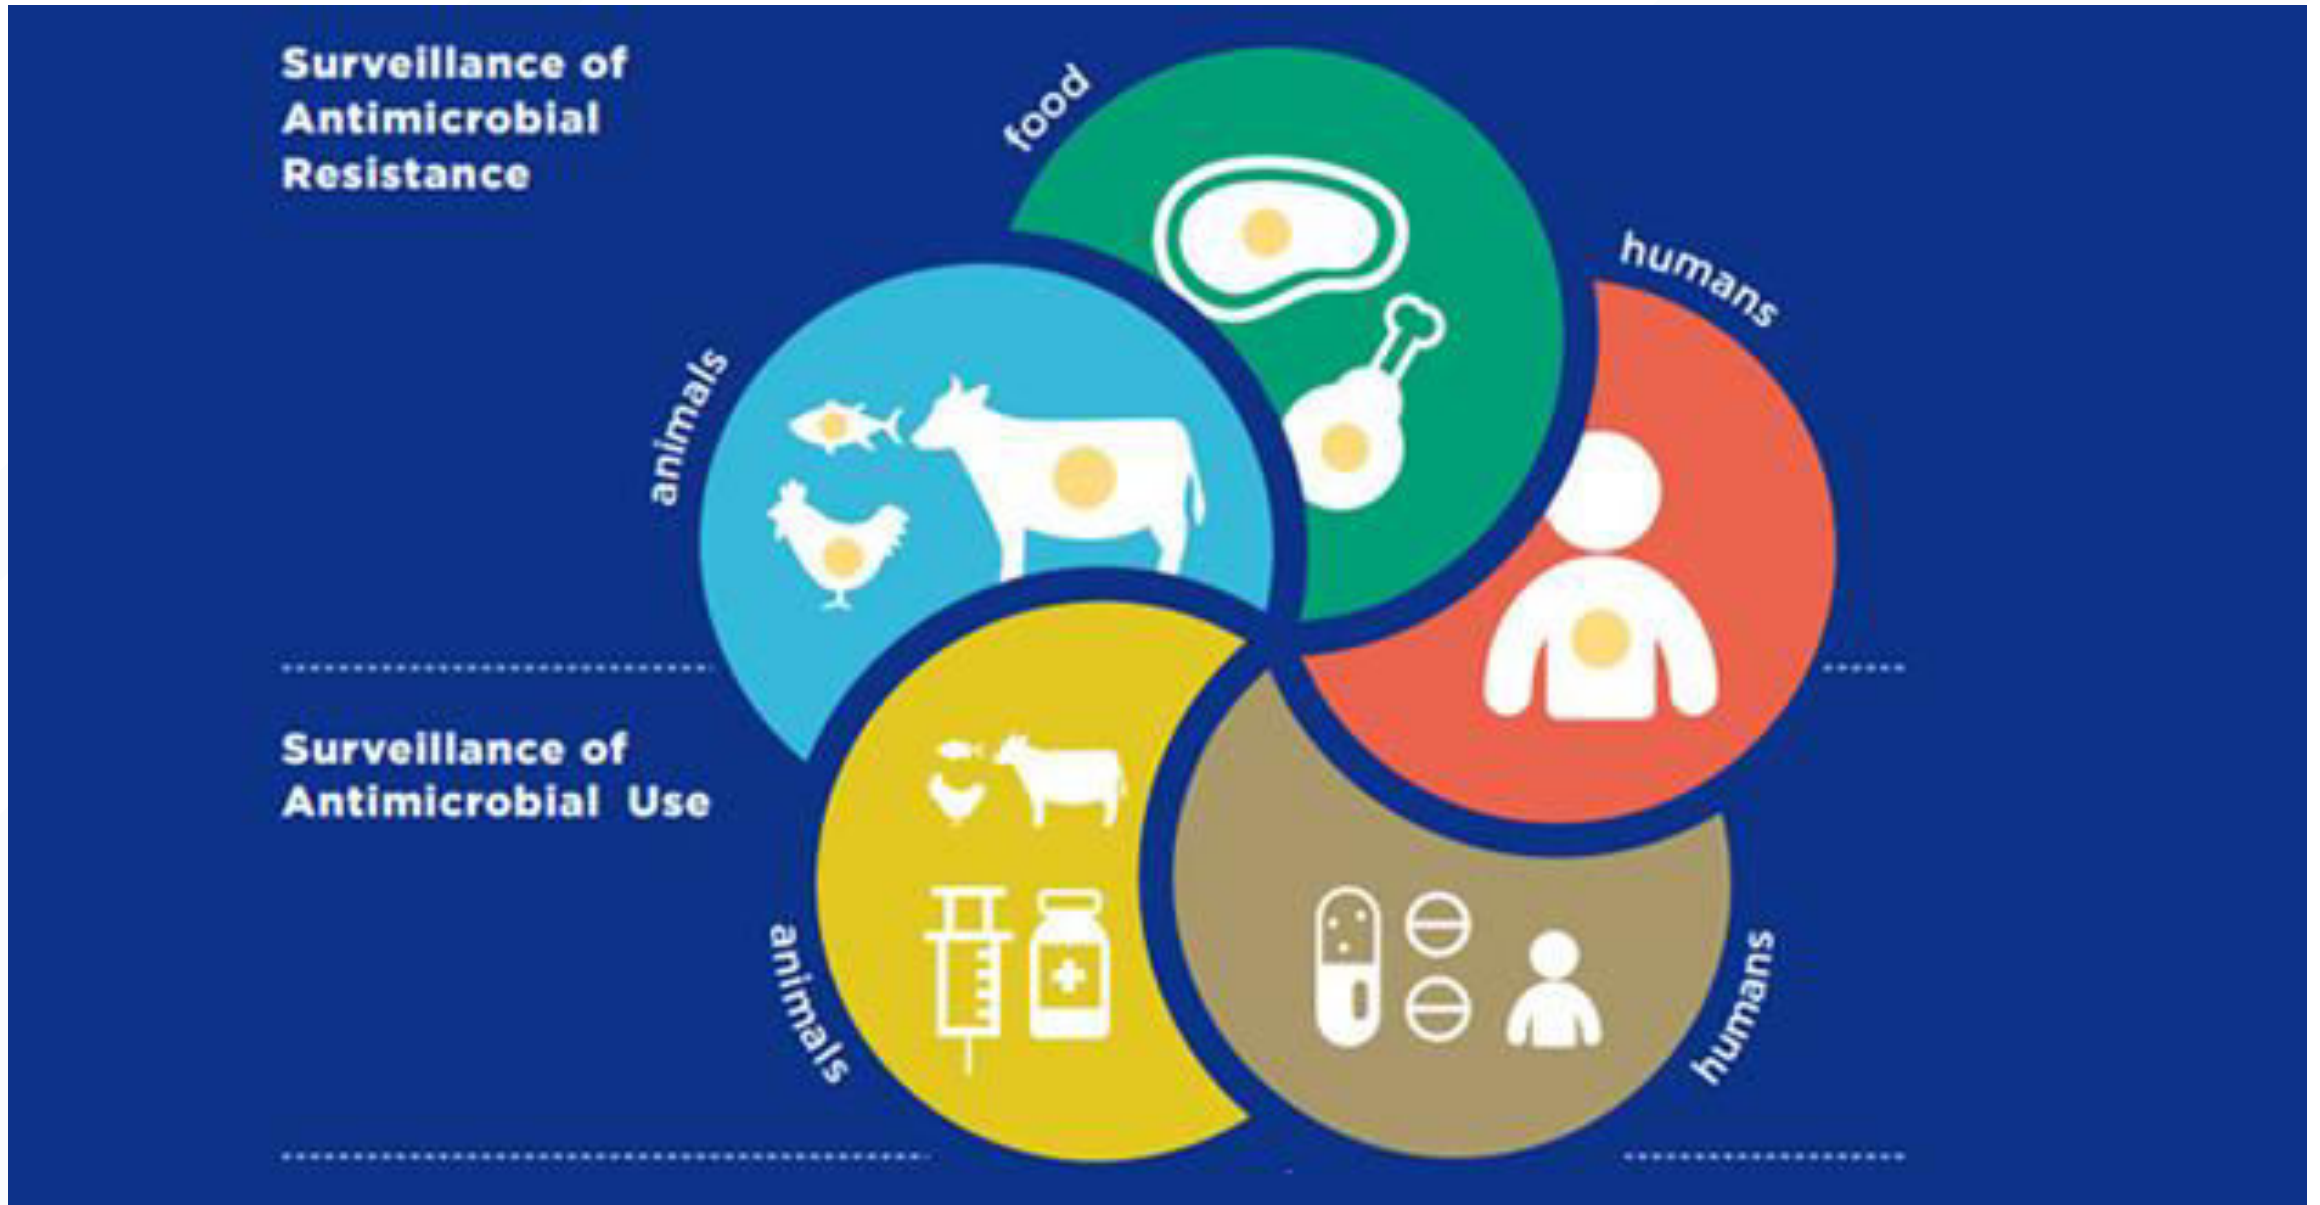 Surveillance of
Antimicrobial
Resistance
food
humans
animals
Surveillance of
Antimicrobial Use
animals
humans